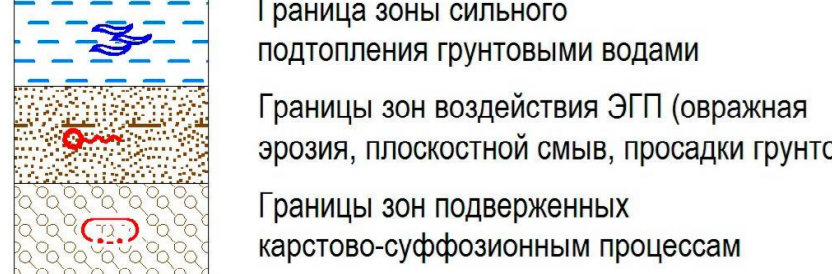 Граница зоны сильного
подтопления грунтовыми водами
Границы зон воздействия ЭГП (овражная
эрозия, плоскостной смыв, просадки грунто
Границы зон подверженных
карстово-суффозионным процессам